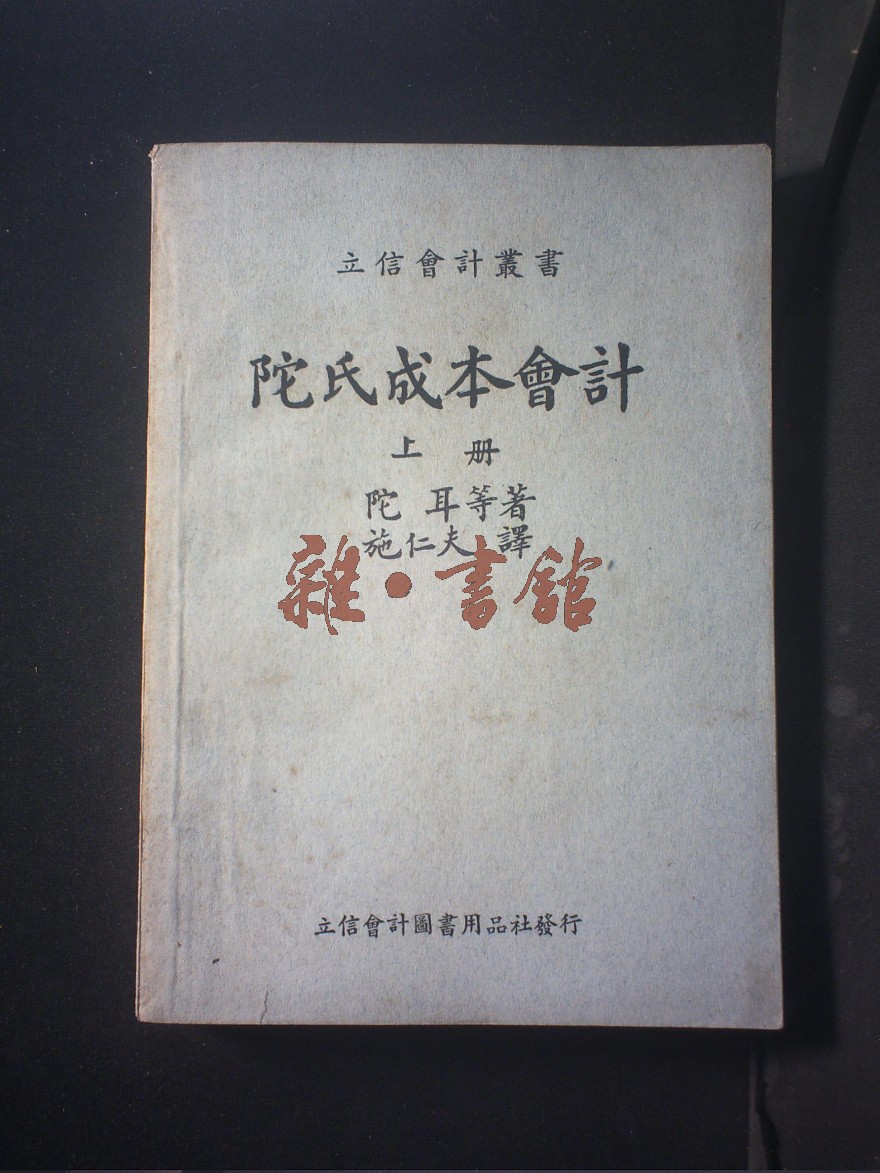 立信會計叢書
陀氏成本會計
上册
陀耳等著
施仁夫譯
雜·書館
立信會計圖書用品社發行